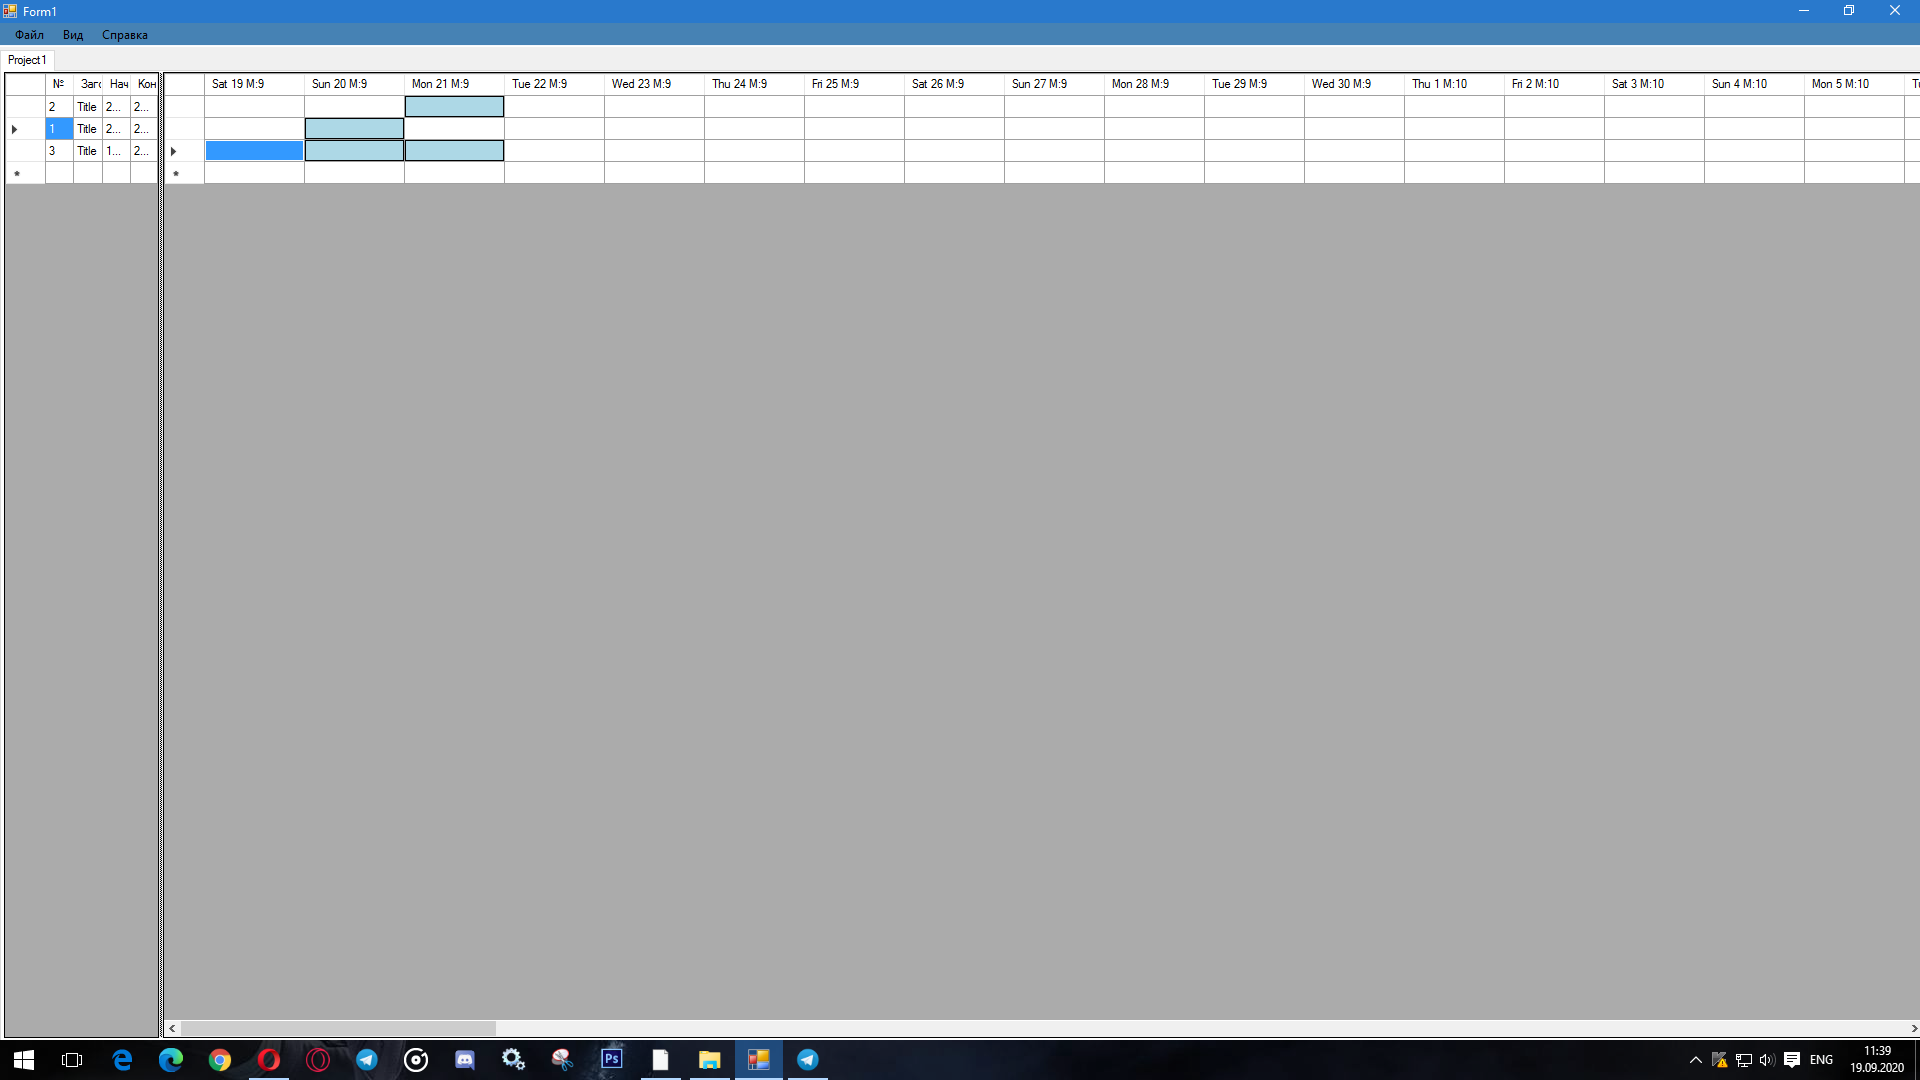 Form1
Файл Вид Справка
Project1
№ Заго Нач Кон Sat 19 M:9 Sun 20 M:9 Mon 21 M:9 Tue 22 M:9 Wed 23 M:9 Thu 24 M:9 Fri 25 M:9 Sat 26 M:9 Sun 27 M:9 Mon 28 M:9 Tue 29 M:9 Wed 30 M:9 Thu 1 M:10 Fri 2 M:10 Sat 3 M:10 Sun 4 M:10 Mon 5 M:10
2 Title 2... 2...
1 Title 2... 2...
3 Title 1... 2...
* *
Ps
ENG
11:39
19.09.2020